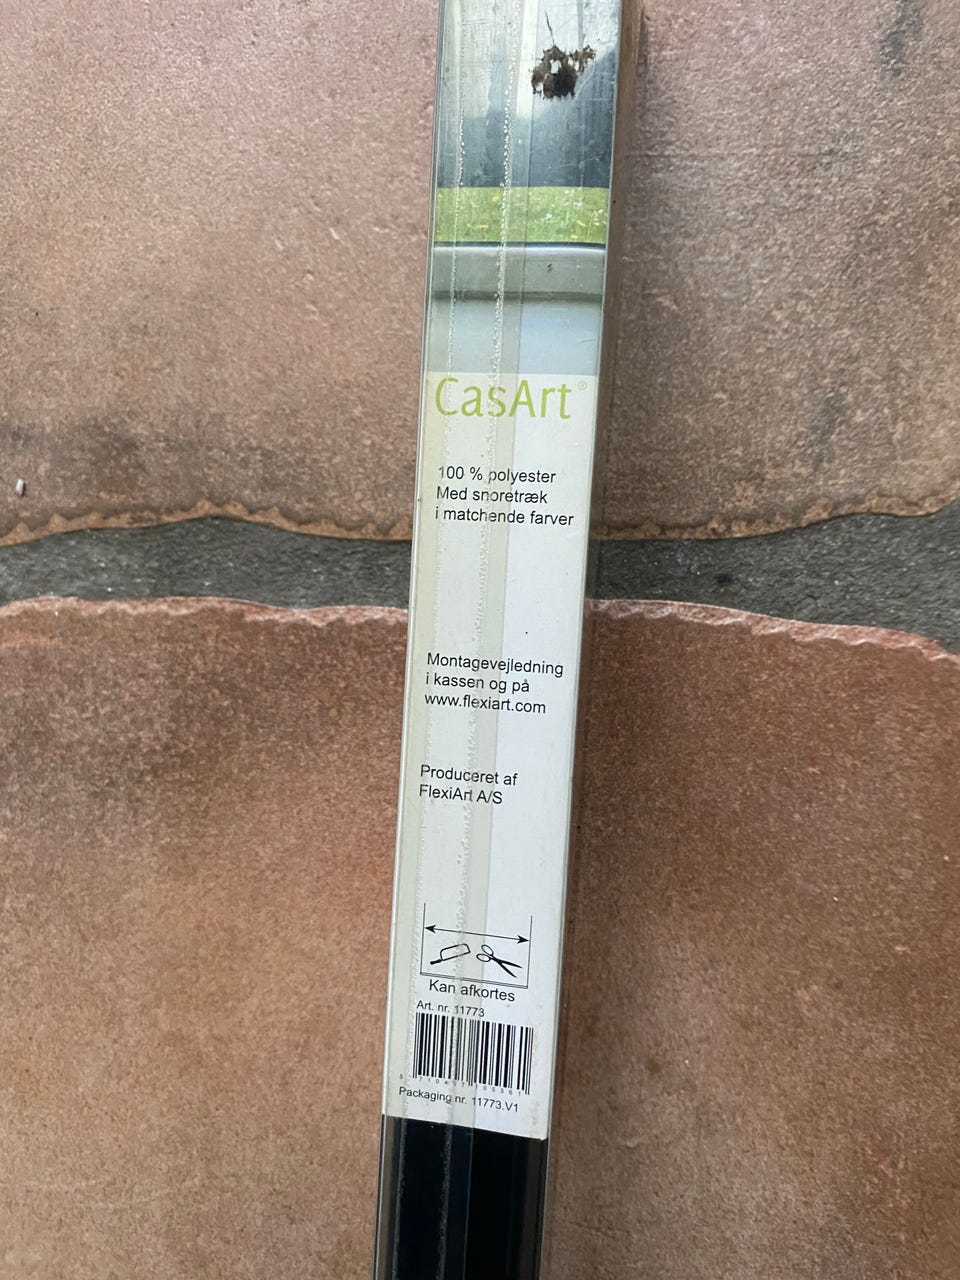 CasArt®
100 % polyester
Med snoretræk
i matchende farver
Montagevejledning
i kassen og på
www.flexiart.com
Produceret af
FlexiArt A/S
Kan afkortes
Art. nr. 11773
Packaging nr. 11773.V1